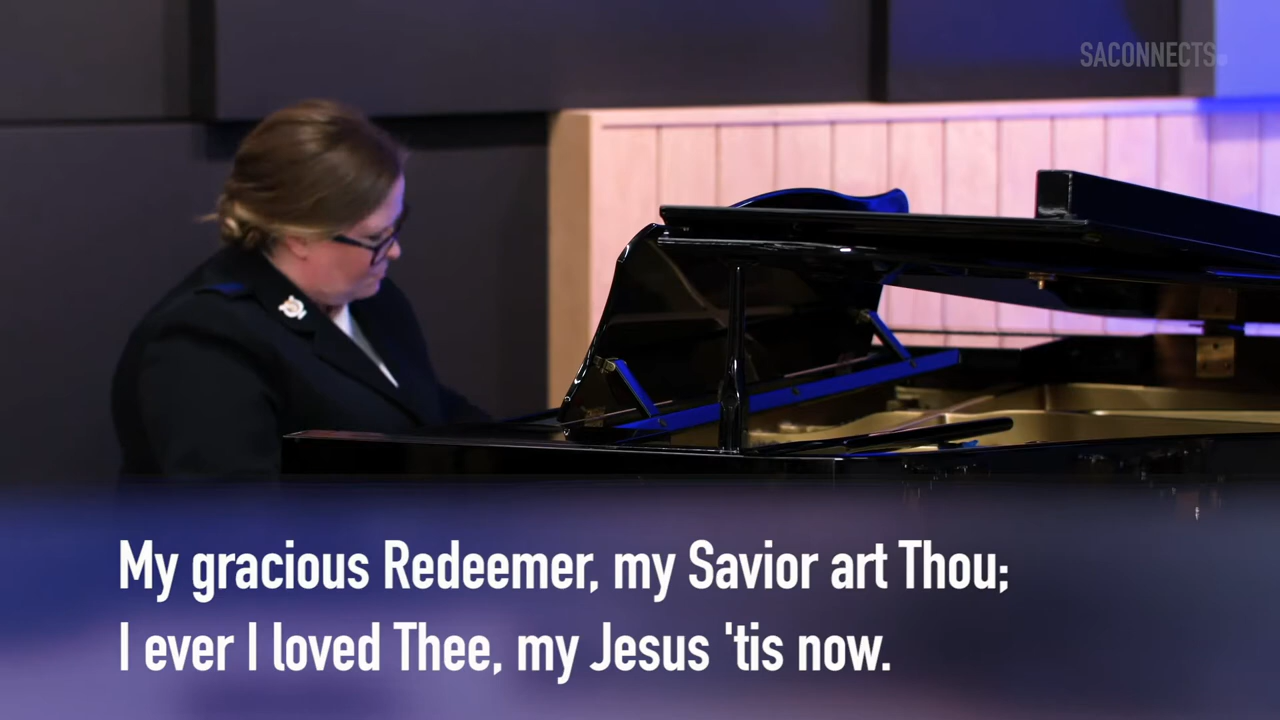 SACONNECTS.
My gracious Redeemer, my Savior art Thou;
I ever I loved Thee, my Jesus 'tis now.